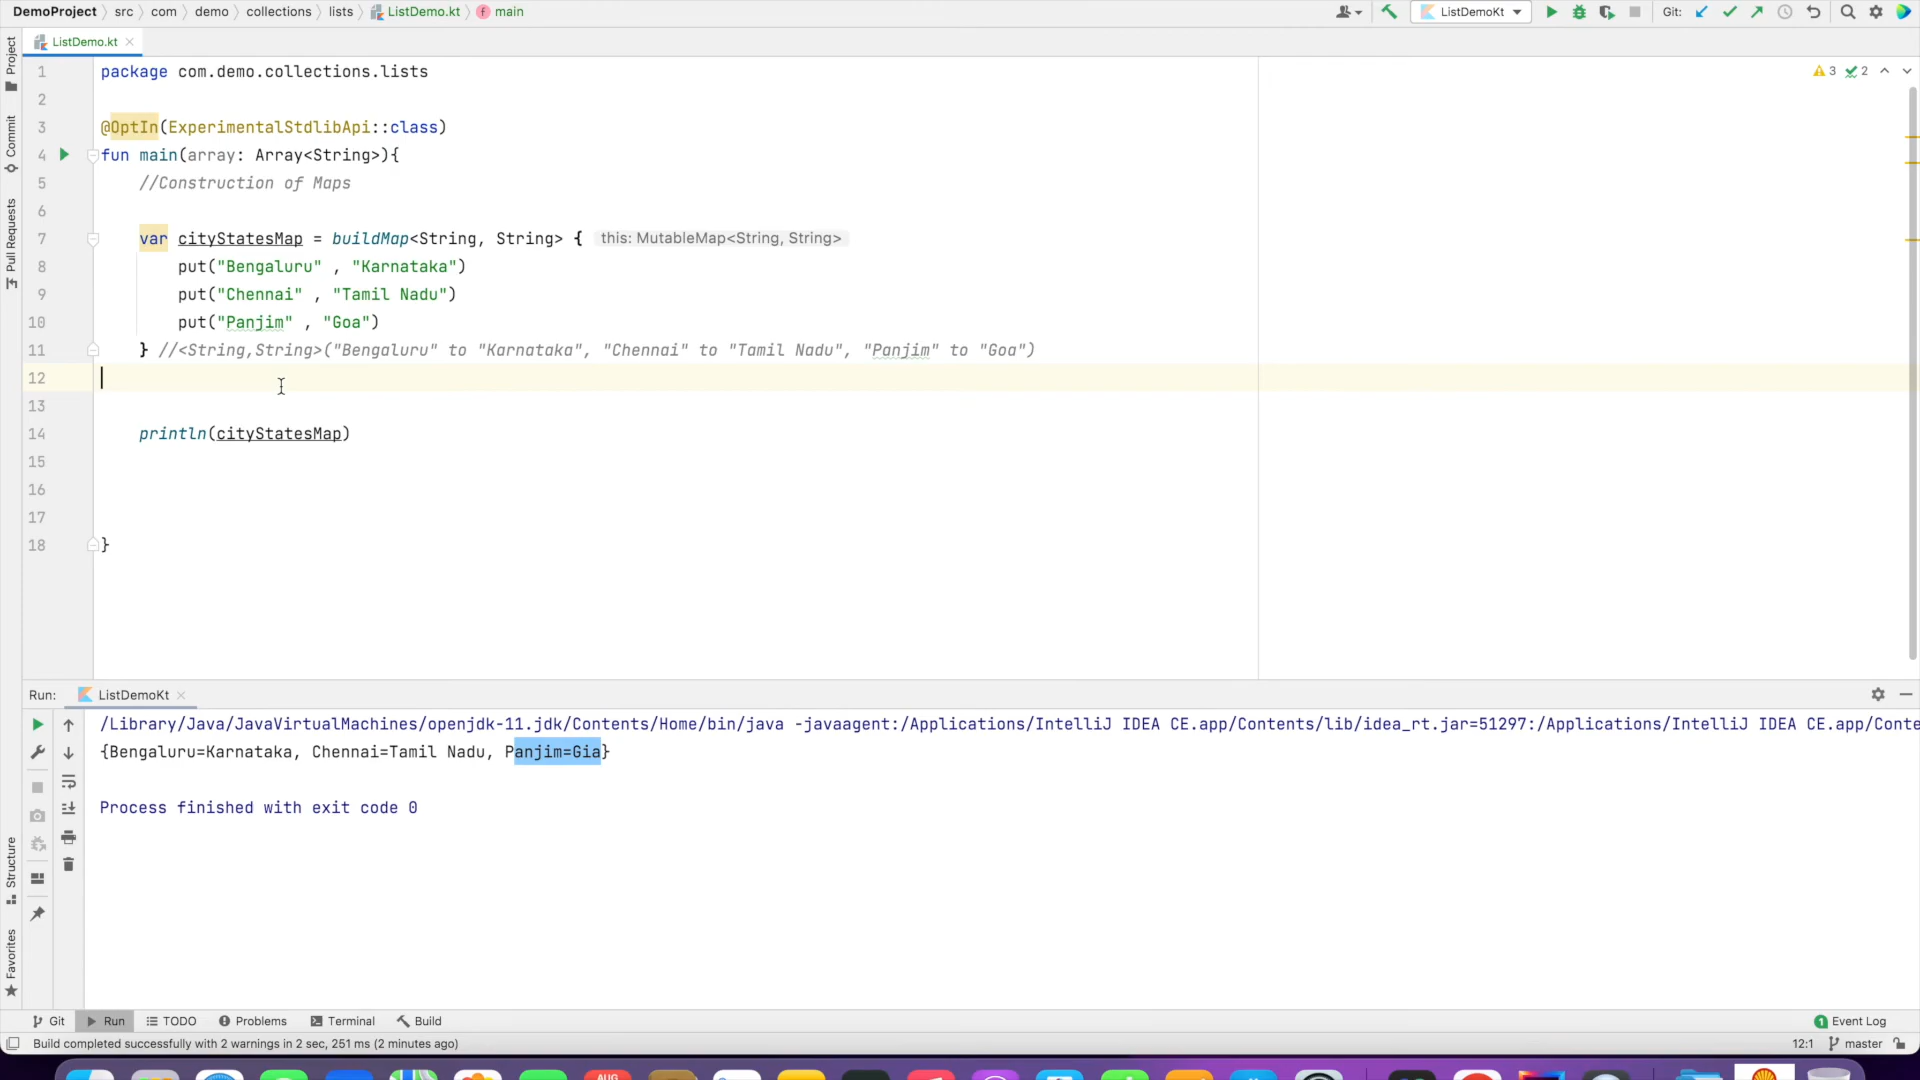 DemoProject src com demo collections lists ListDemo.kt main
ListDemoKt Git:
ListDemo.kt
3 2
Project
Commit
Pull Requests
1 package com.demo.collections.lists
2
3 @OptIn(ExperimentalStdlibApi::class)
4 fun main(array: Array<String>){
5 //Construction of Maps
6
7 var cityStatesMap = buildMap<String, String> { this: MutableMap<String, String>
8 put("Bengaluru" , "Karnataka")
9 put("Chennai" , "Tamil Nadu")
10 put("Panjim" , "Goa")
11 } //<String,String>("Bengaluru" to "Karnataka", "Chennai" to "Tamil Nadu", "Panjim" to "Goa")
12
13
14 println(cityStatesMap)
15
16
17
18 }
Run: ListDemoKt
/Library/Java/JavaVirtualMachines/openjdk-11.jdk/Contents/Home/bin/java -javaagent:/Applications/IntelliJ IDEA CE.app/Contents/lib/idea_rt.jar=51297:/Applications/IntelliJ IDEA CE.app/Conte
{Bengaluru=Karnataka, Chennai=Tamil Nadu, Panjim=Gia}
Process finished with exit code 0
Structure
Favorites
Git Run TODO Problems Terminal Build 1 Event Log
Build completed successfully with 2 warnings in 2 sec, 251 ms (2 minutes ago) 12:1 master
AUG